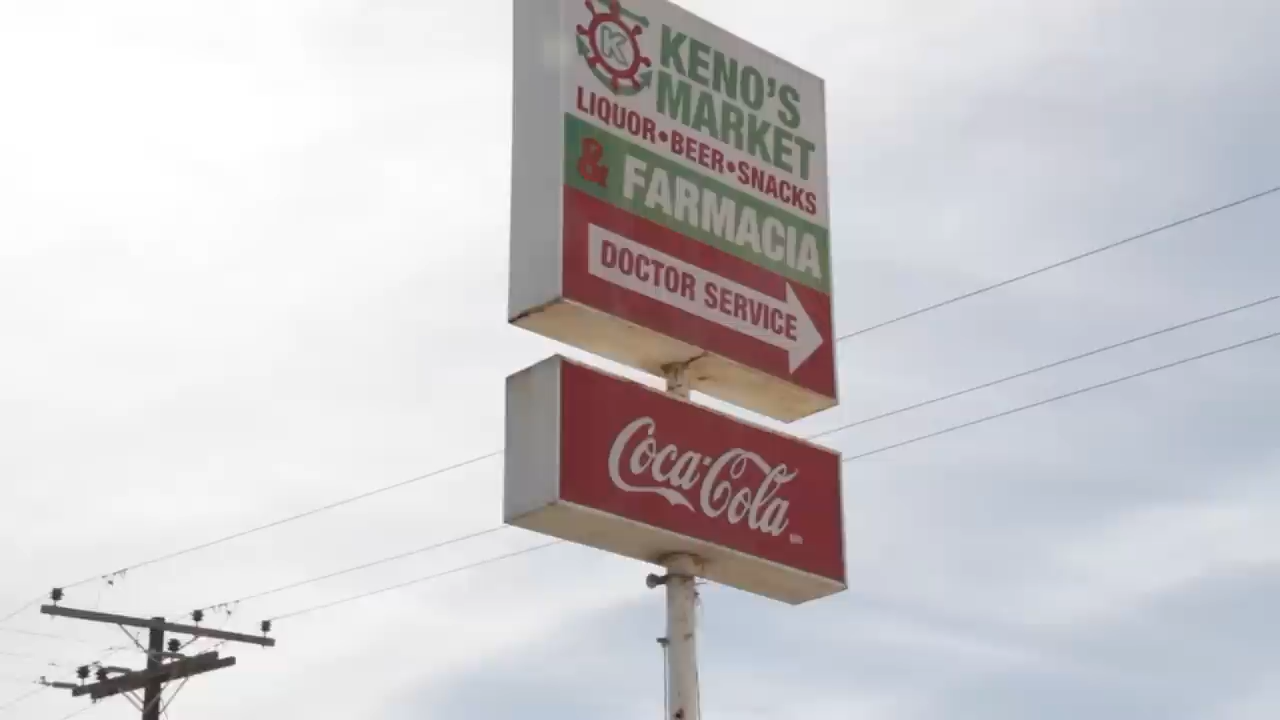 K
KENO'S
MARKET
LIQUOR•BEER•SNACKS
& FARMACIA
DOCTOR SERVICE
Coca-Cola